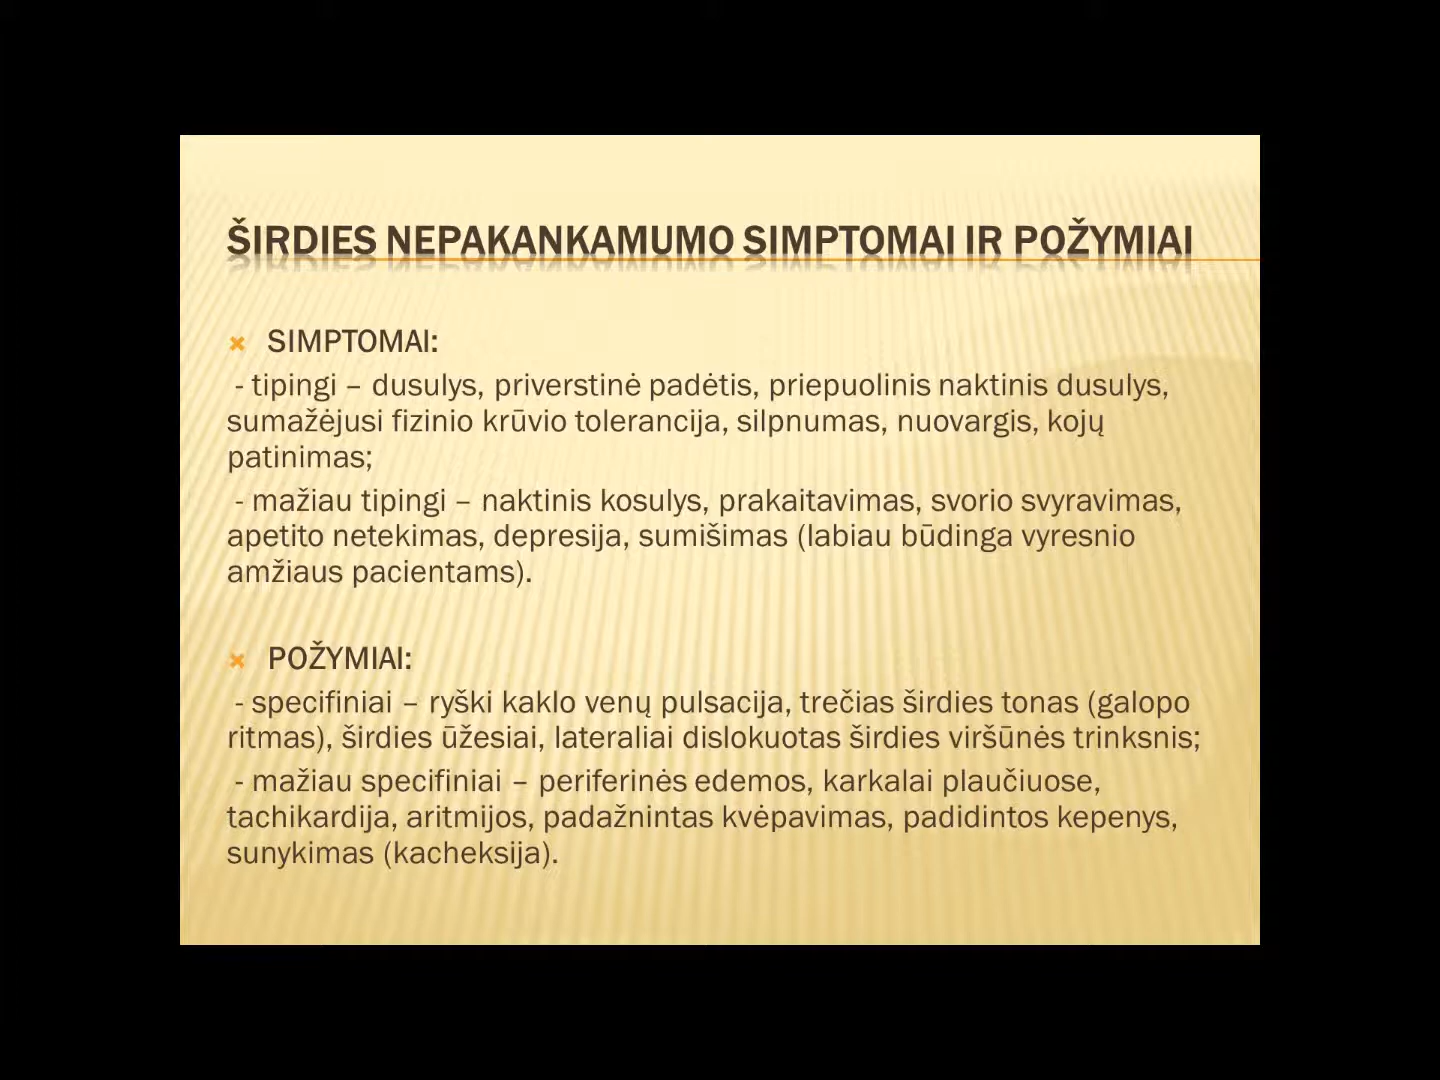 ŠIRDIES NEPAKANKAMUMO SIMPTOMAI IR POŽYMIAI
SIMPTOMAI:
- tipingi – dusulys, priverstinė padėtis, priepuolinis naktinis dusulys,
sumažėjusi fizinio krūvio tolerancija, silpnumas, nuovargis, kojų
patinimas;
- mažiau tipingi – naktinis kosulys, prakaitavimas, svorio svyravimas,
apetito netekimas, depresija, sumišimas (labiau būdinga vyresnio
amžiaus pacientams).
POŽYMIAI:
- specifiniai – ryški kaklo venų pulsacija, trečias širdies tonas (galopo
ritmas), širdies ūžesiai, lateraliai dislokuotas širdies viršūnės trinksnis;
- mažiau specifiniai – periferinės edemos, karkalai plaučiuose,
tachikardija, aritmijos, padažnintas kvėpavimas, padidintos kepenys,
sunykimas (kacheksija).